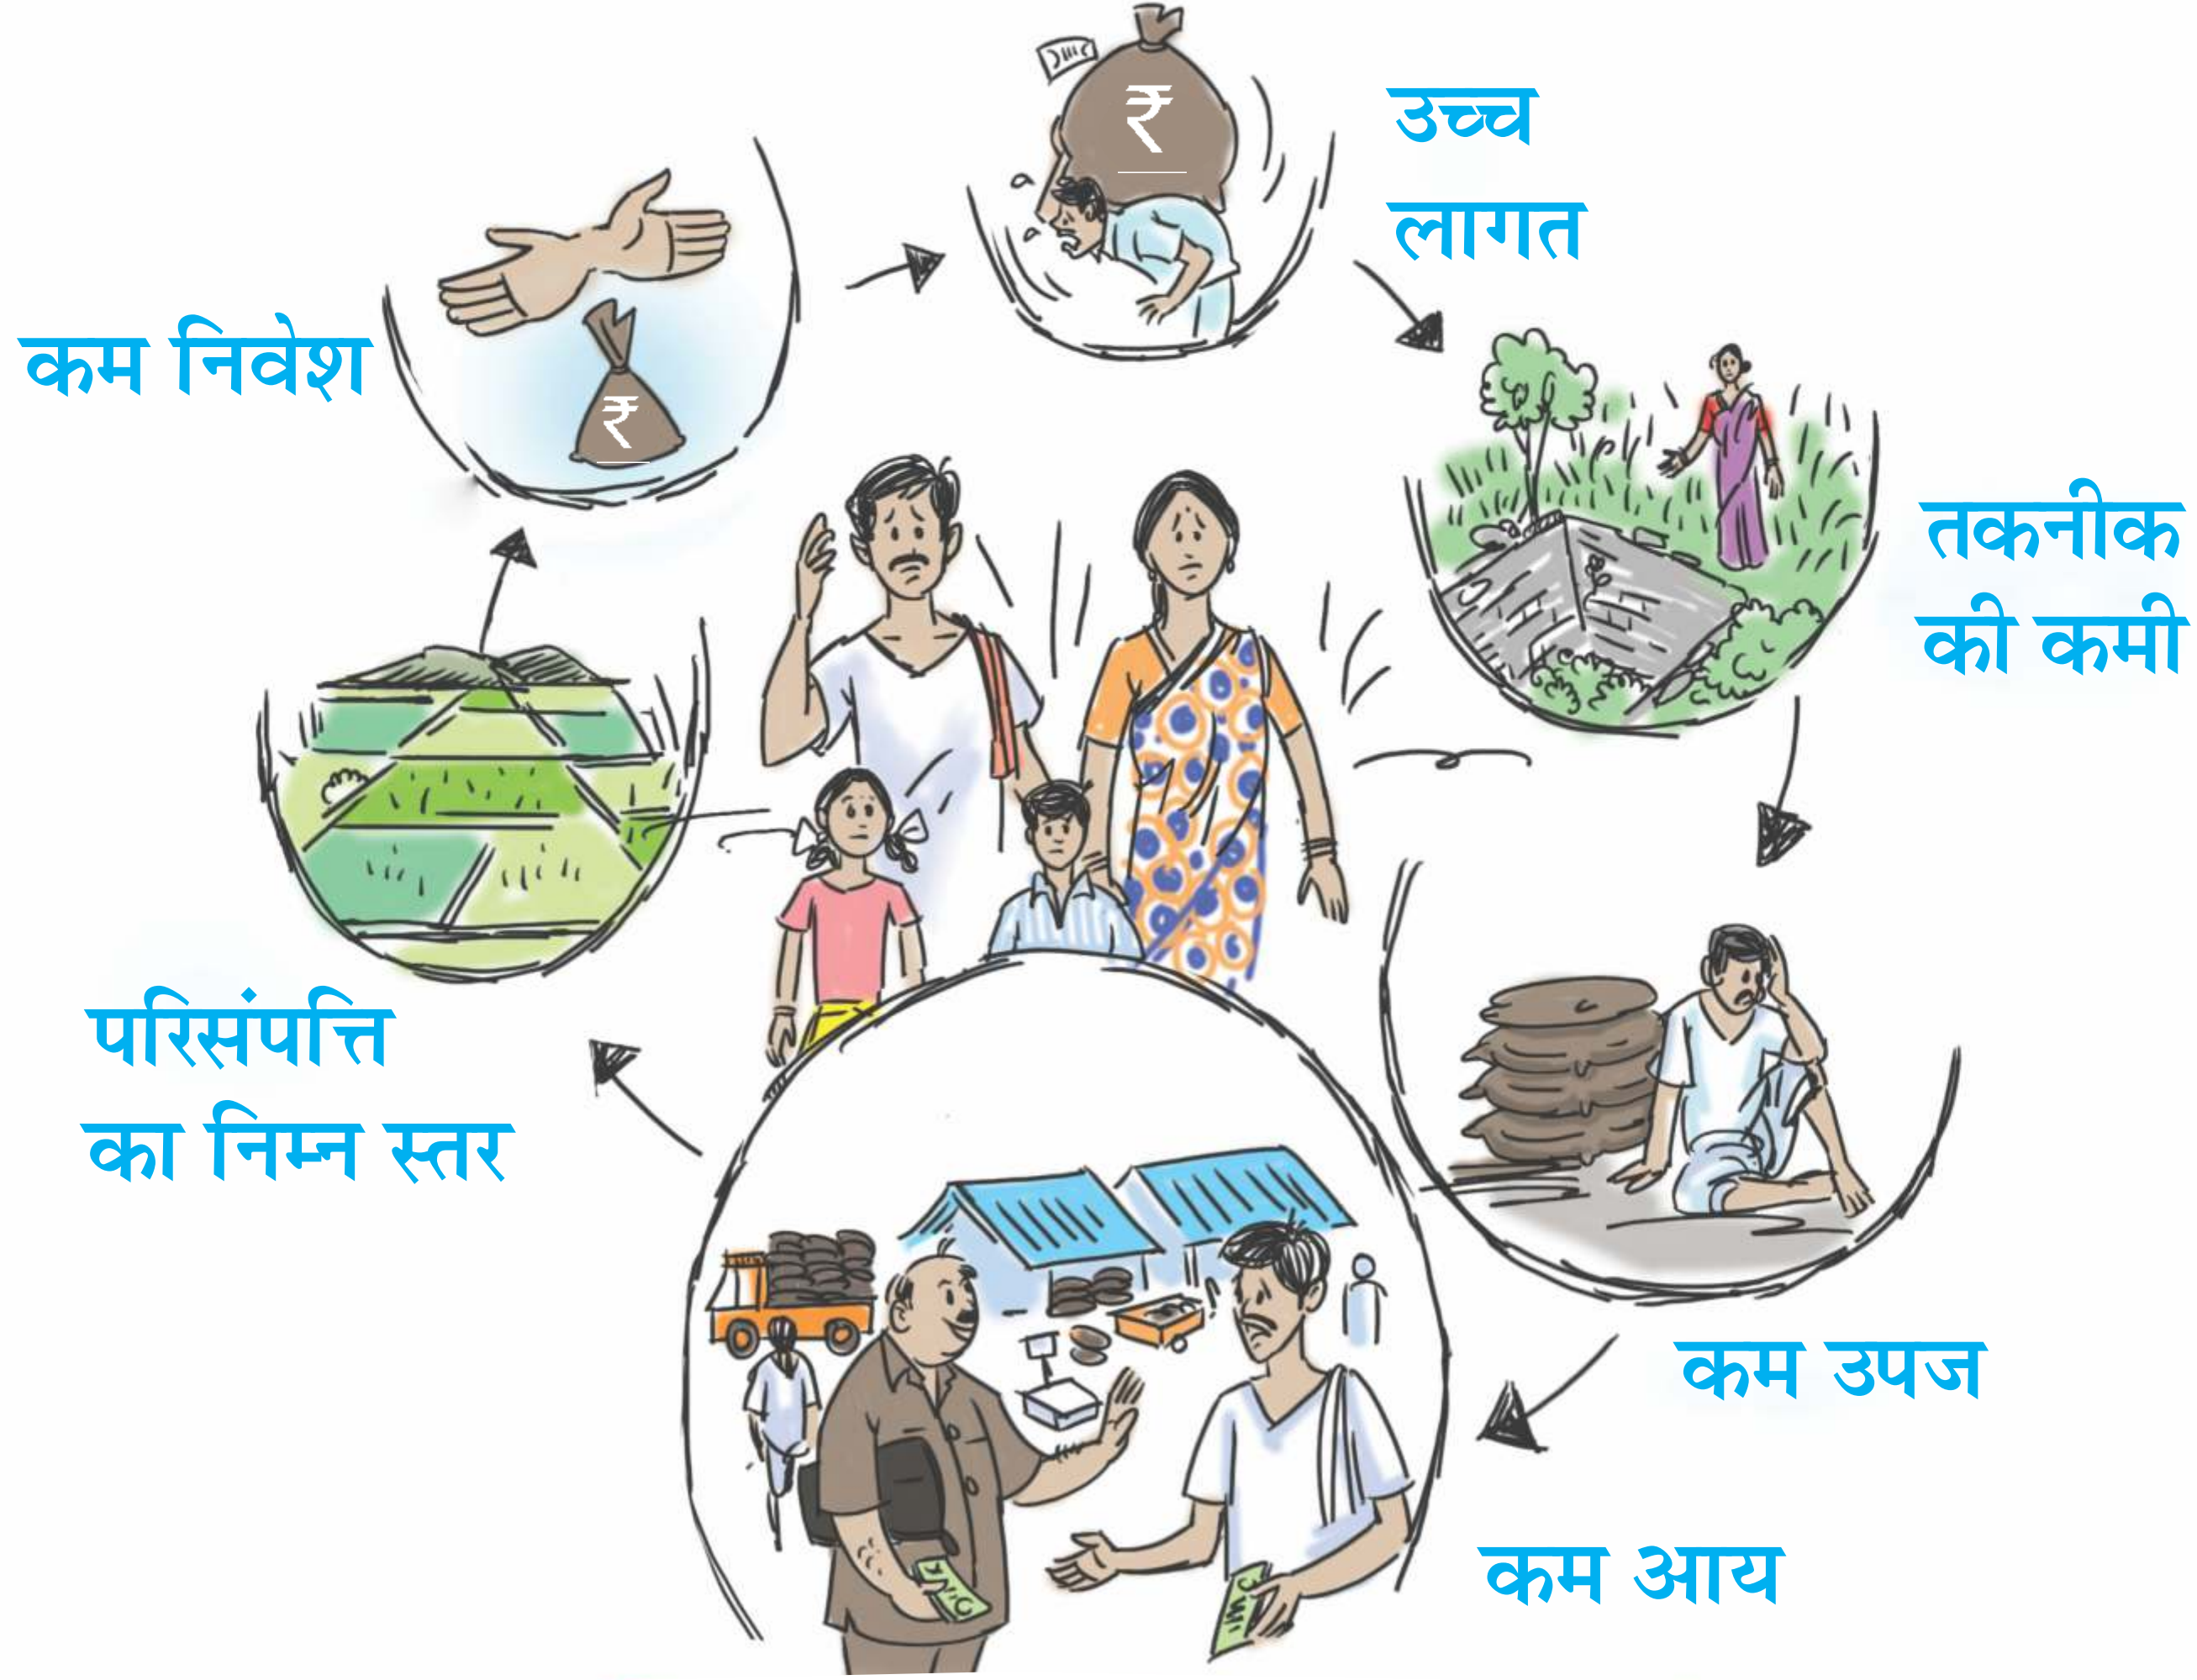 ₹
उच्च
लागत
कम निवेश
₹
तकनीक
की कमी
परिसंपत्ति
का निम्न स्तर
कम उपज
कम आय